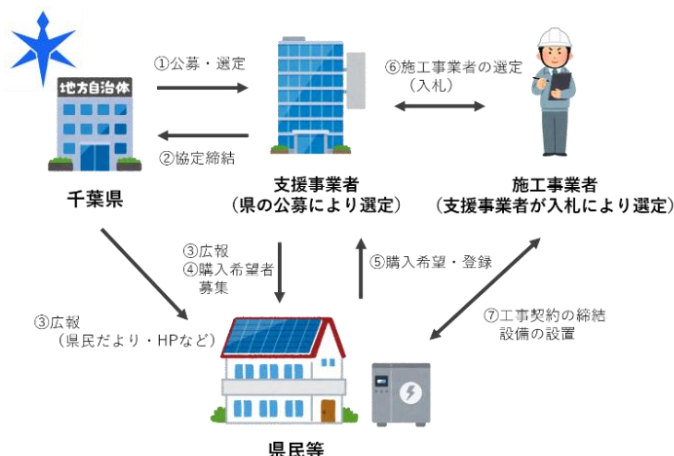 ①公募・選定
地方自治体
②協定締結
千葉県
支援事業者
（県の公募により選定）
⑥施工事業者の選定
（入札）
施工事業者
（支援事業者が入札により選定）
③広報
④購入希望者
募集
⑤購入希望・登録
③広報
（県民だより・HPなど）
⑦工事契約の締結
設備の設置
県民等